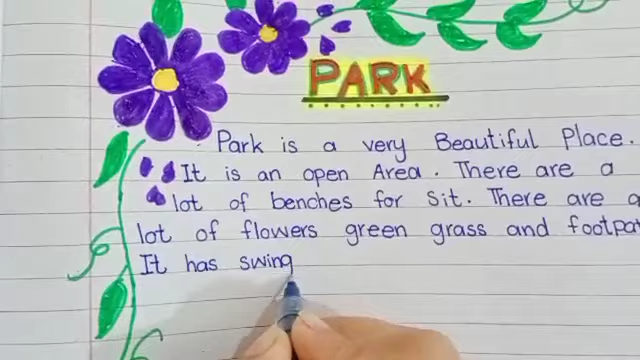 PARK
Park is a very Beautiful Place.
It is an open Area. There are a
lot of benches for sit. There are a
lot of flowers green grass and footpat
It has swing